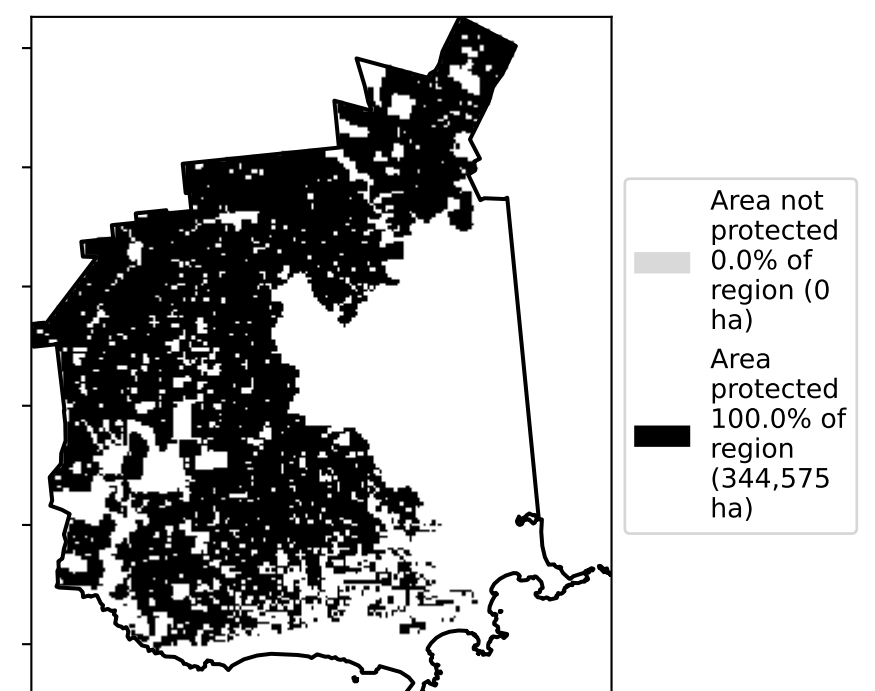 Area not
protected
0.0% of
region (0
ha)
Area
protected
100.0% of
region
(344,575
ha)